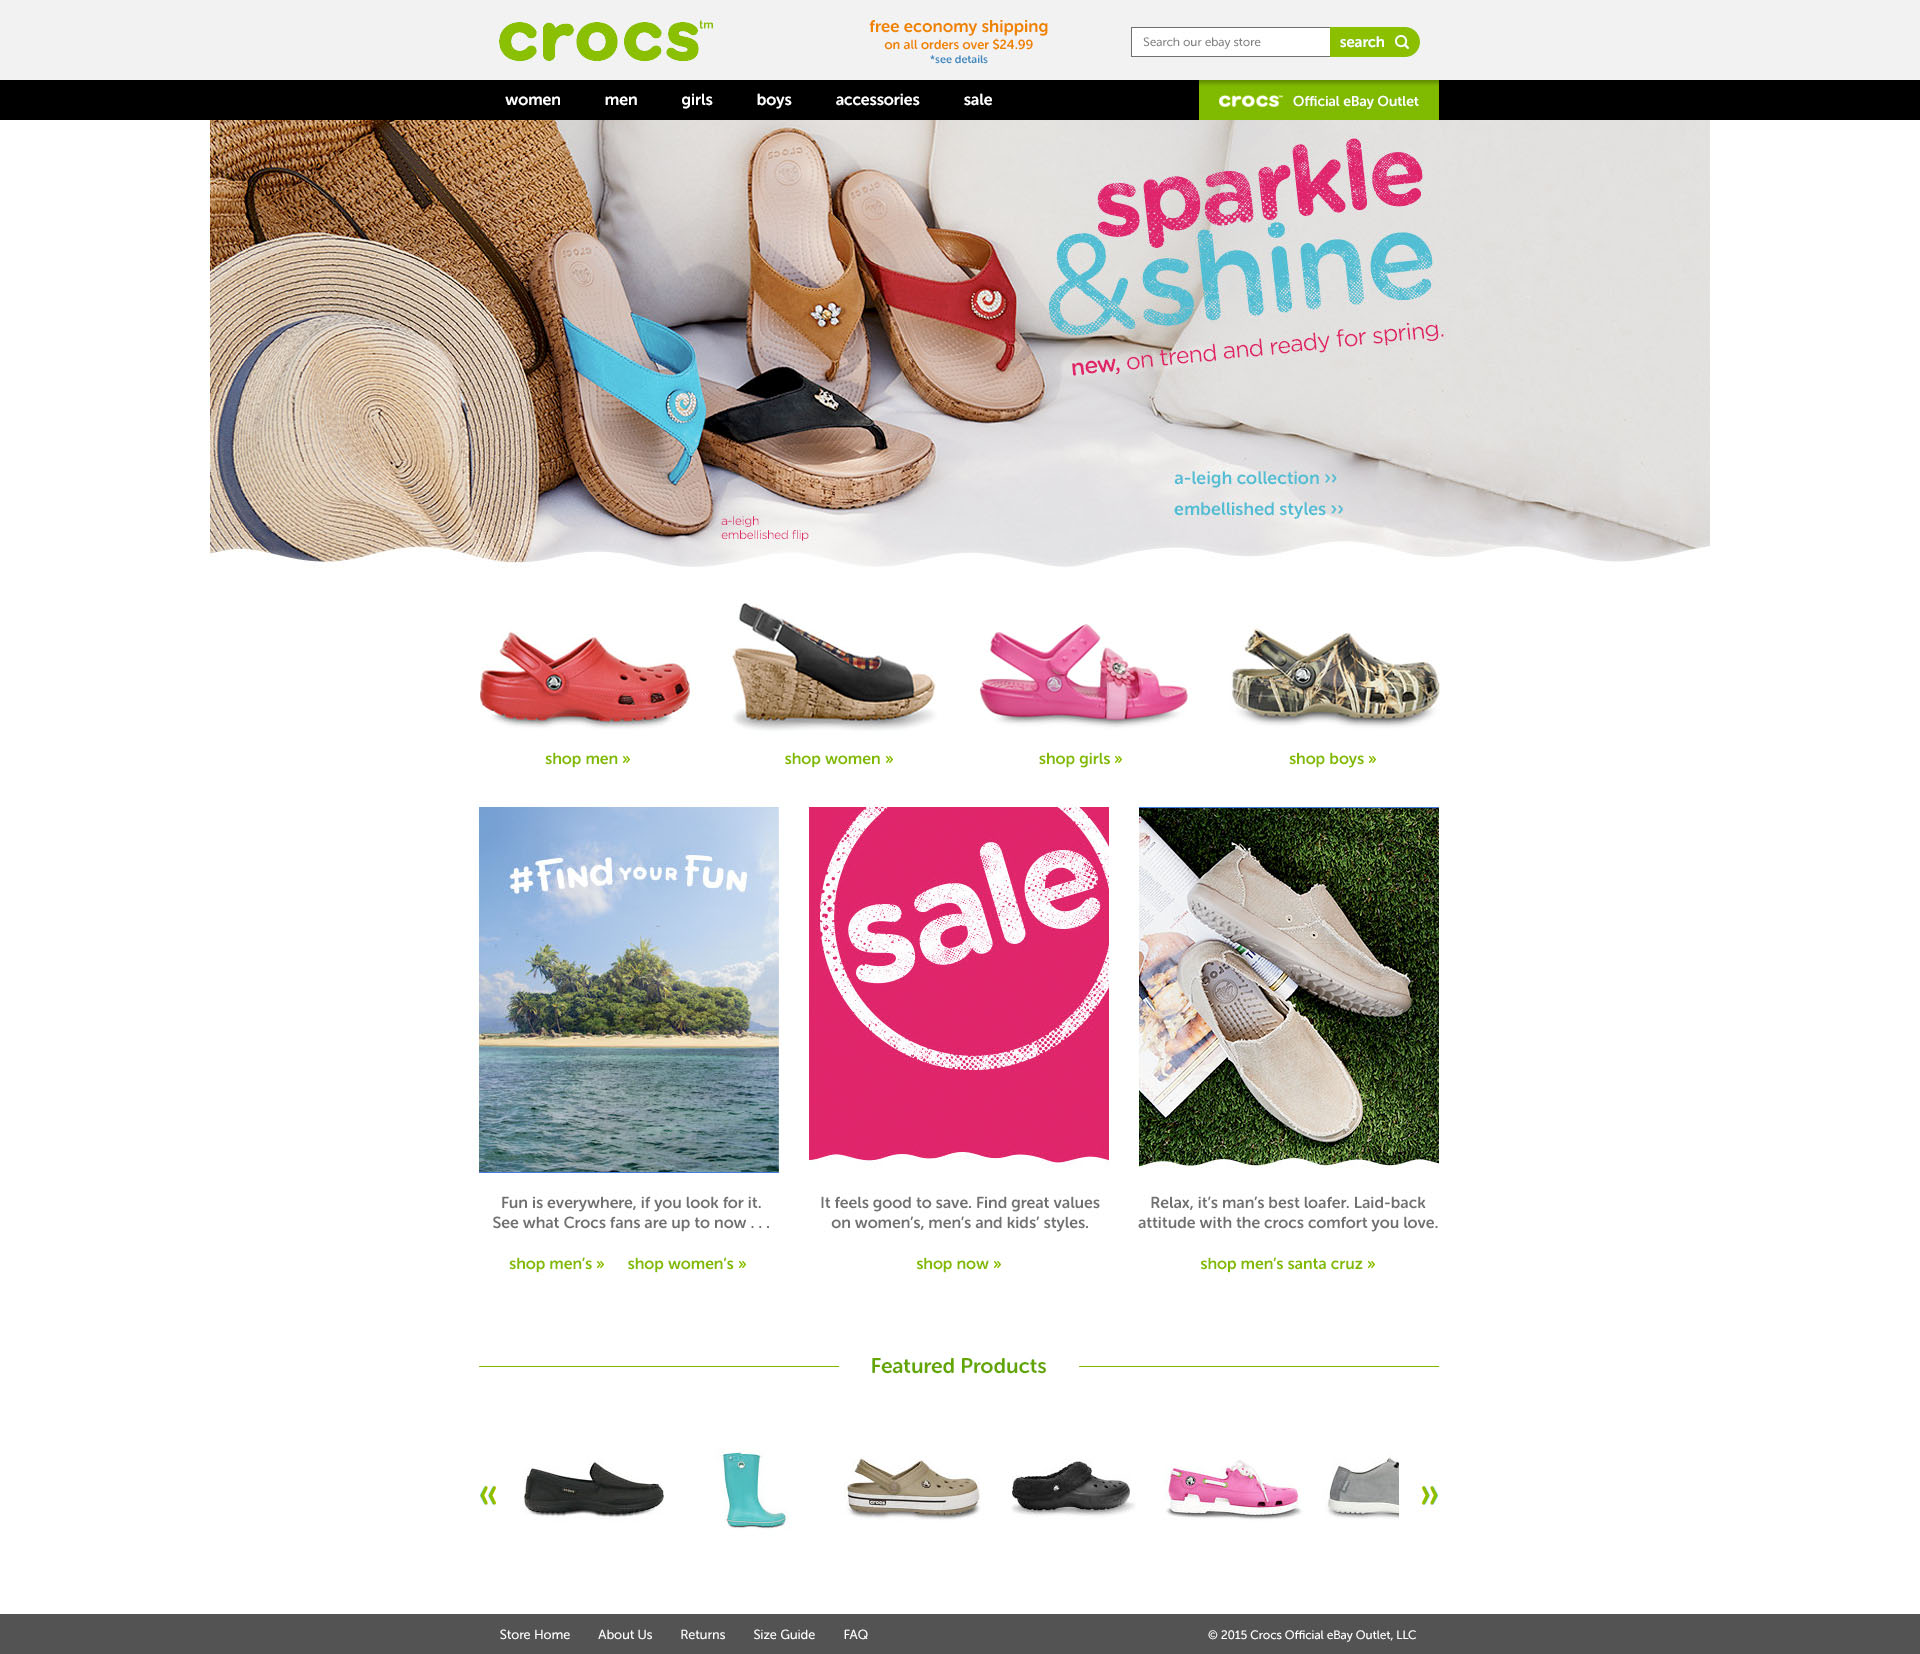 crocs™
free economy shipping
on all orders over $24.99
*see details
Search our ebay store
search
women men girls boys accessories sale
crocs™ Official eBay Outlet
sparkle
&shine
new, on trend and ready for spring.
a-leigh collection ››
embellished styles ››
a-leigh
embellished flip
shop men »
shop women »
shop girls »
shop boys »
#Find your Fun
sale
Fun is everywhere, if you look for it.
See what Crocs fans are up to now . . .
shop men’s » shop women’s »
It feels good to save. Find great values
on women’s, men’s and kids’ styles.
shop now »
Relax, it’s man’s best loafer. Laid-back
attitude with the crocs comfort you love.
shop men’s santa cruz »
Featured Products
Store Home About Us Returns Size Guide FAQ
© 2015 Crocs Official eBay Outlet, LLC